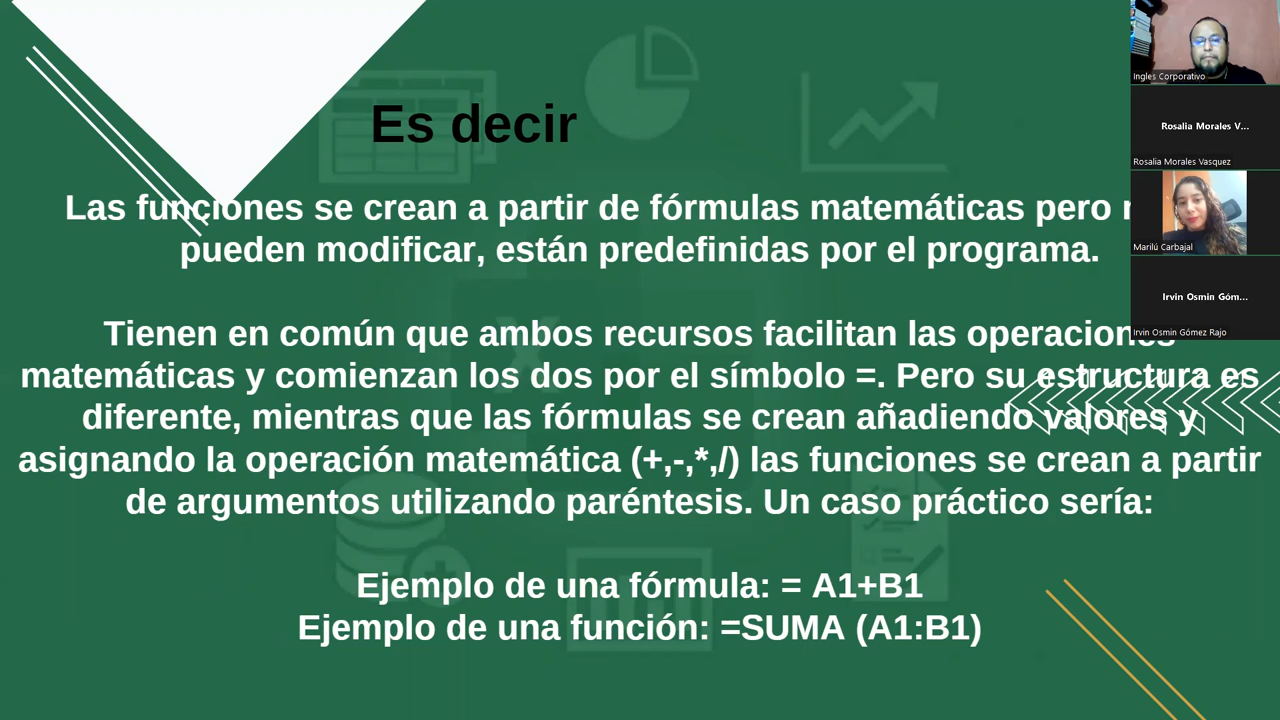 Es decir
Las funciones se crean a partir de fórmulas matemáticas pero
pueden modificar, están predefinidas por el programa.
Tienen en común que ambos recursos facilitan las operaciones
matemáticas y comienzan los dos por el símbolo =. Pero su estructura es
diferente, mientras que las fórmulas se crean añadiendo valores y
asignando la operación matemática (+,-,*,/) las funciones se crean a partir
de argumentos utilizando paréntesis. Un caso práctico sería:
Ejemplo de una fórmula: = A1+B1
Ejemplo de una función: =SUMA (A1:B1)
Ingles Corporativo
Rosalia Morales V...
Rosalia Morales Vasquez
Marilú Carbajal
Irvin Osmin Góm...
Irvin Osmin Gómez Rajo